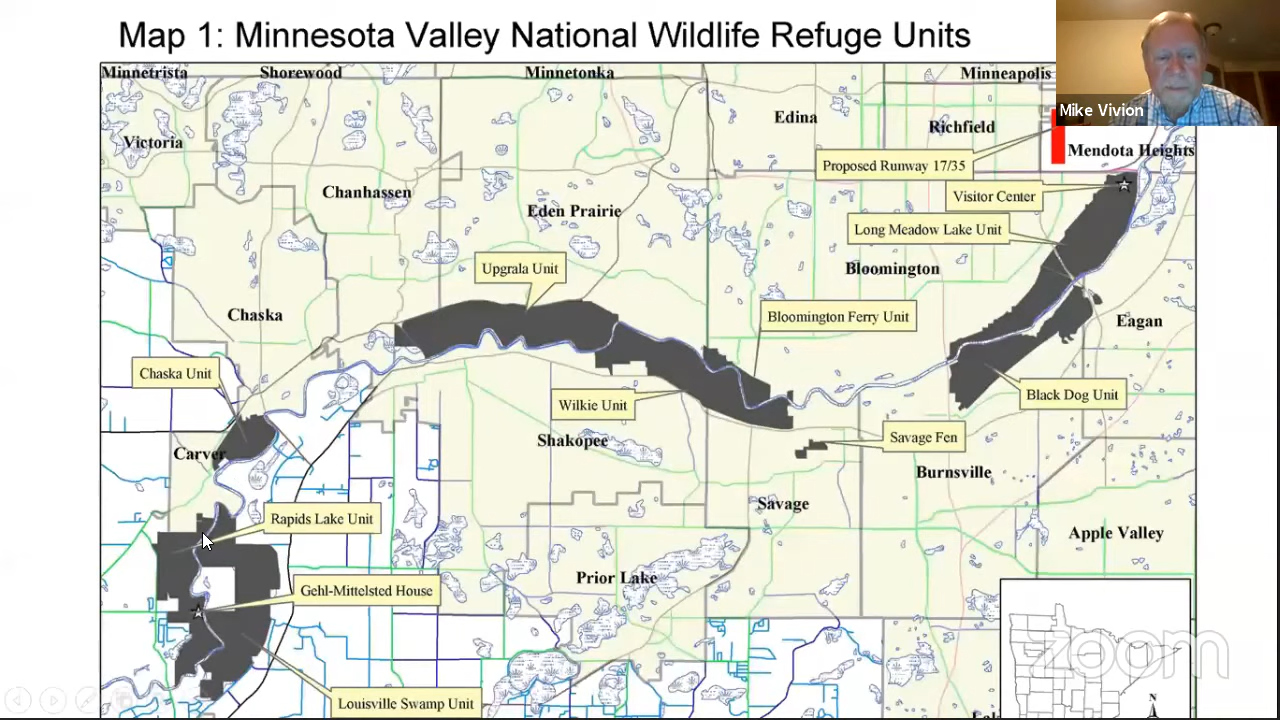 Map 1: Minnesota Valley National Wildlife Refuge Units
Mike Vivion
Minnetrista
Shorewood
Minnetonka
Minneapolis
Edina
Richfield
Victoria
Mendota Heights
Proposed Runway 17/35
Chanhassen
Visitor Center
Eden Prairie
Long Meadow Lake Unit
Upgrala Unit
Bloomington
Chaska
Bloomington Ferry Unit
Eagan
Chaska Unit
Wilkie Unit
Black Dog Unit
Shakopee
Savage Fen
Carver
Burnsville
Savage
Rapids Lake Unit
Apple Valley
Prior Lake
Gehl-Mittelsted House
zoom
Louisville Swamp Unit
N